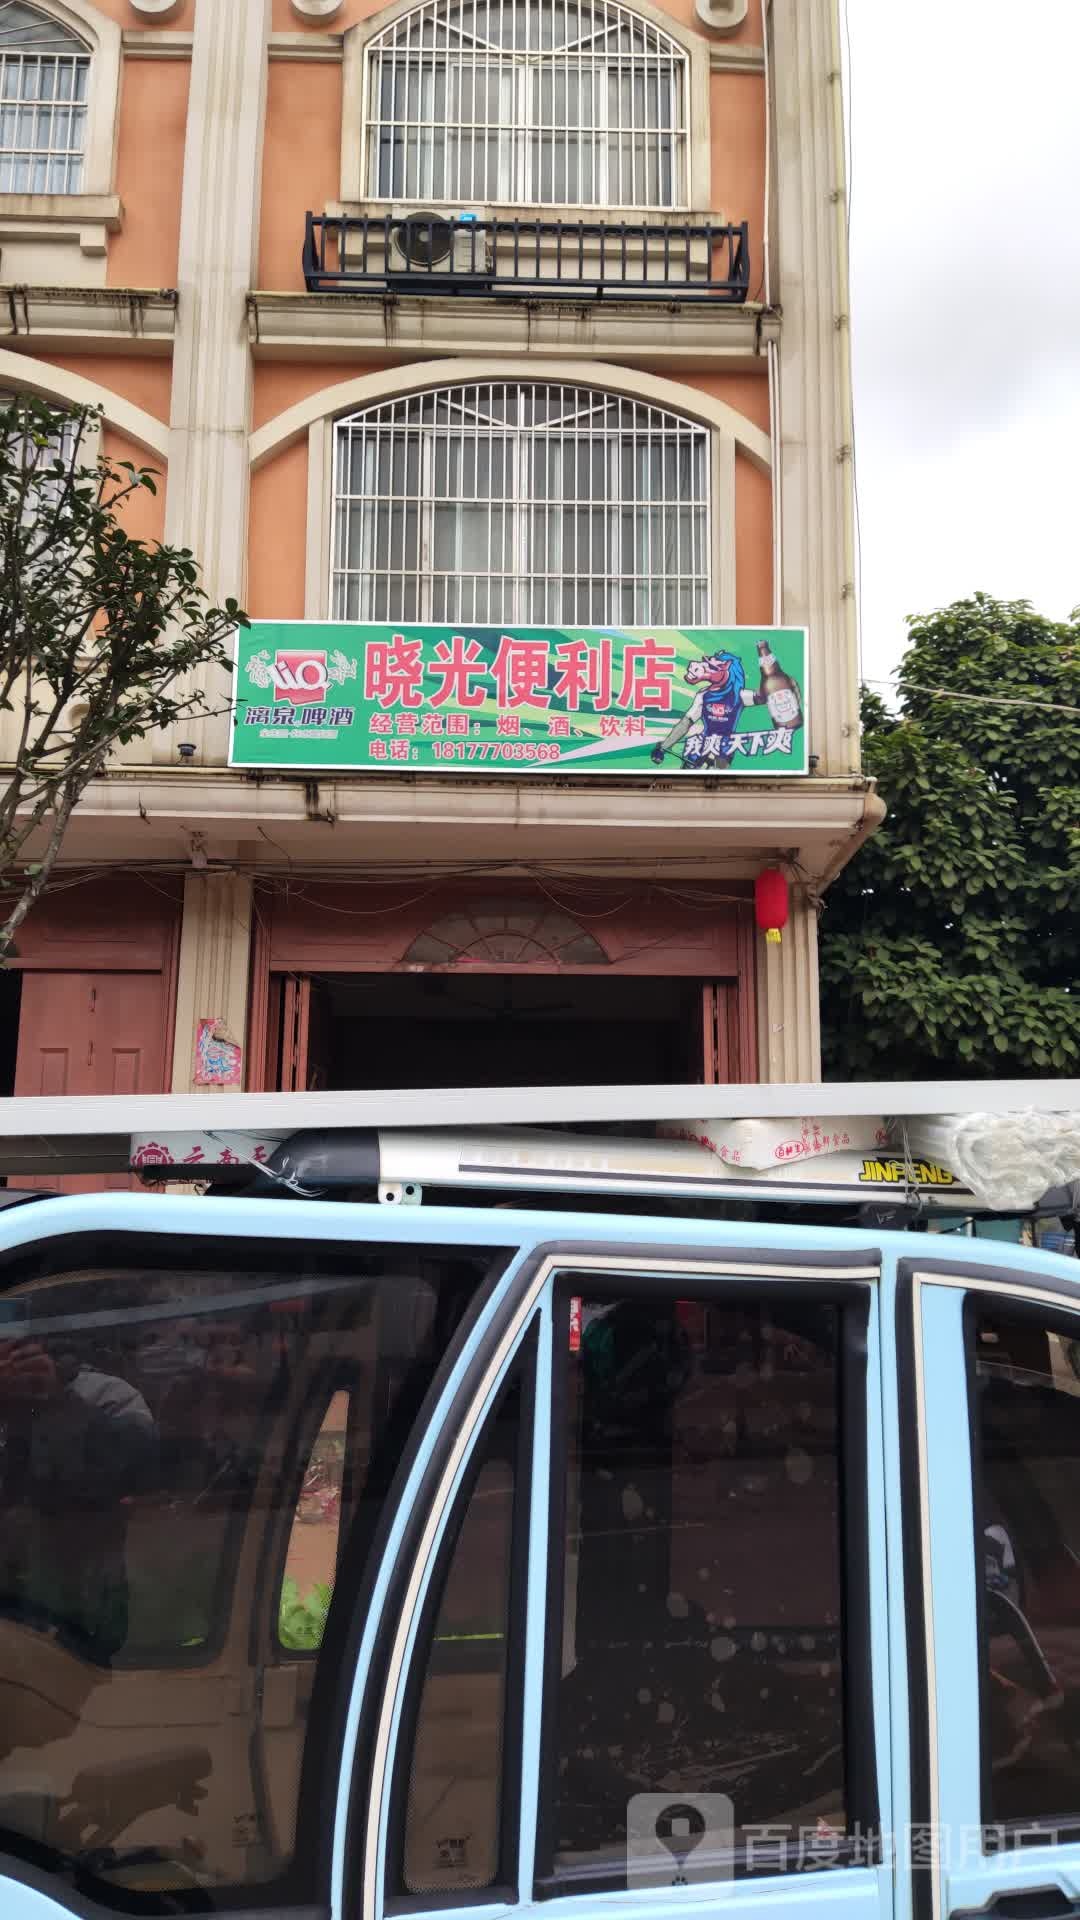 晓光便利店
漓泉啤酒
经营范围：烟、酒、饮料
电话：18177703568
我爽·天下爽
JINPENG
百度地图用户